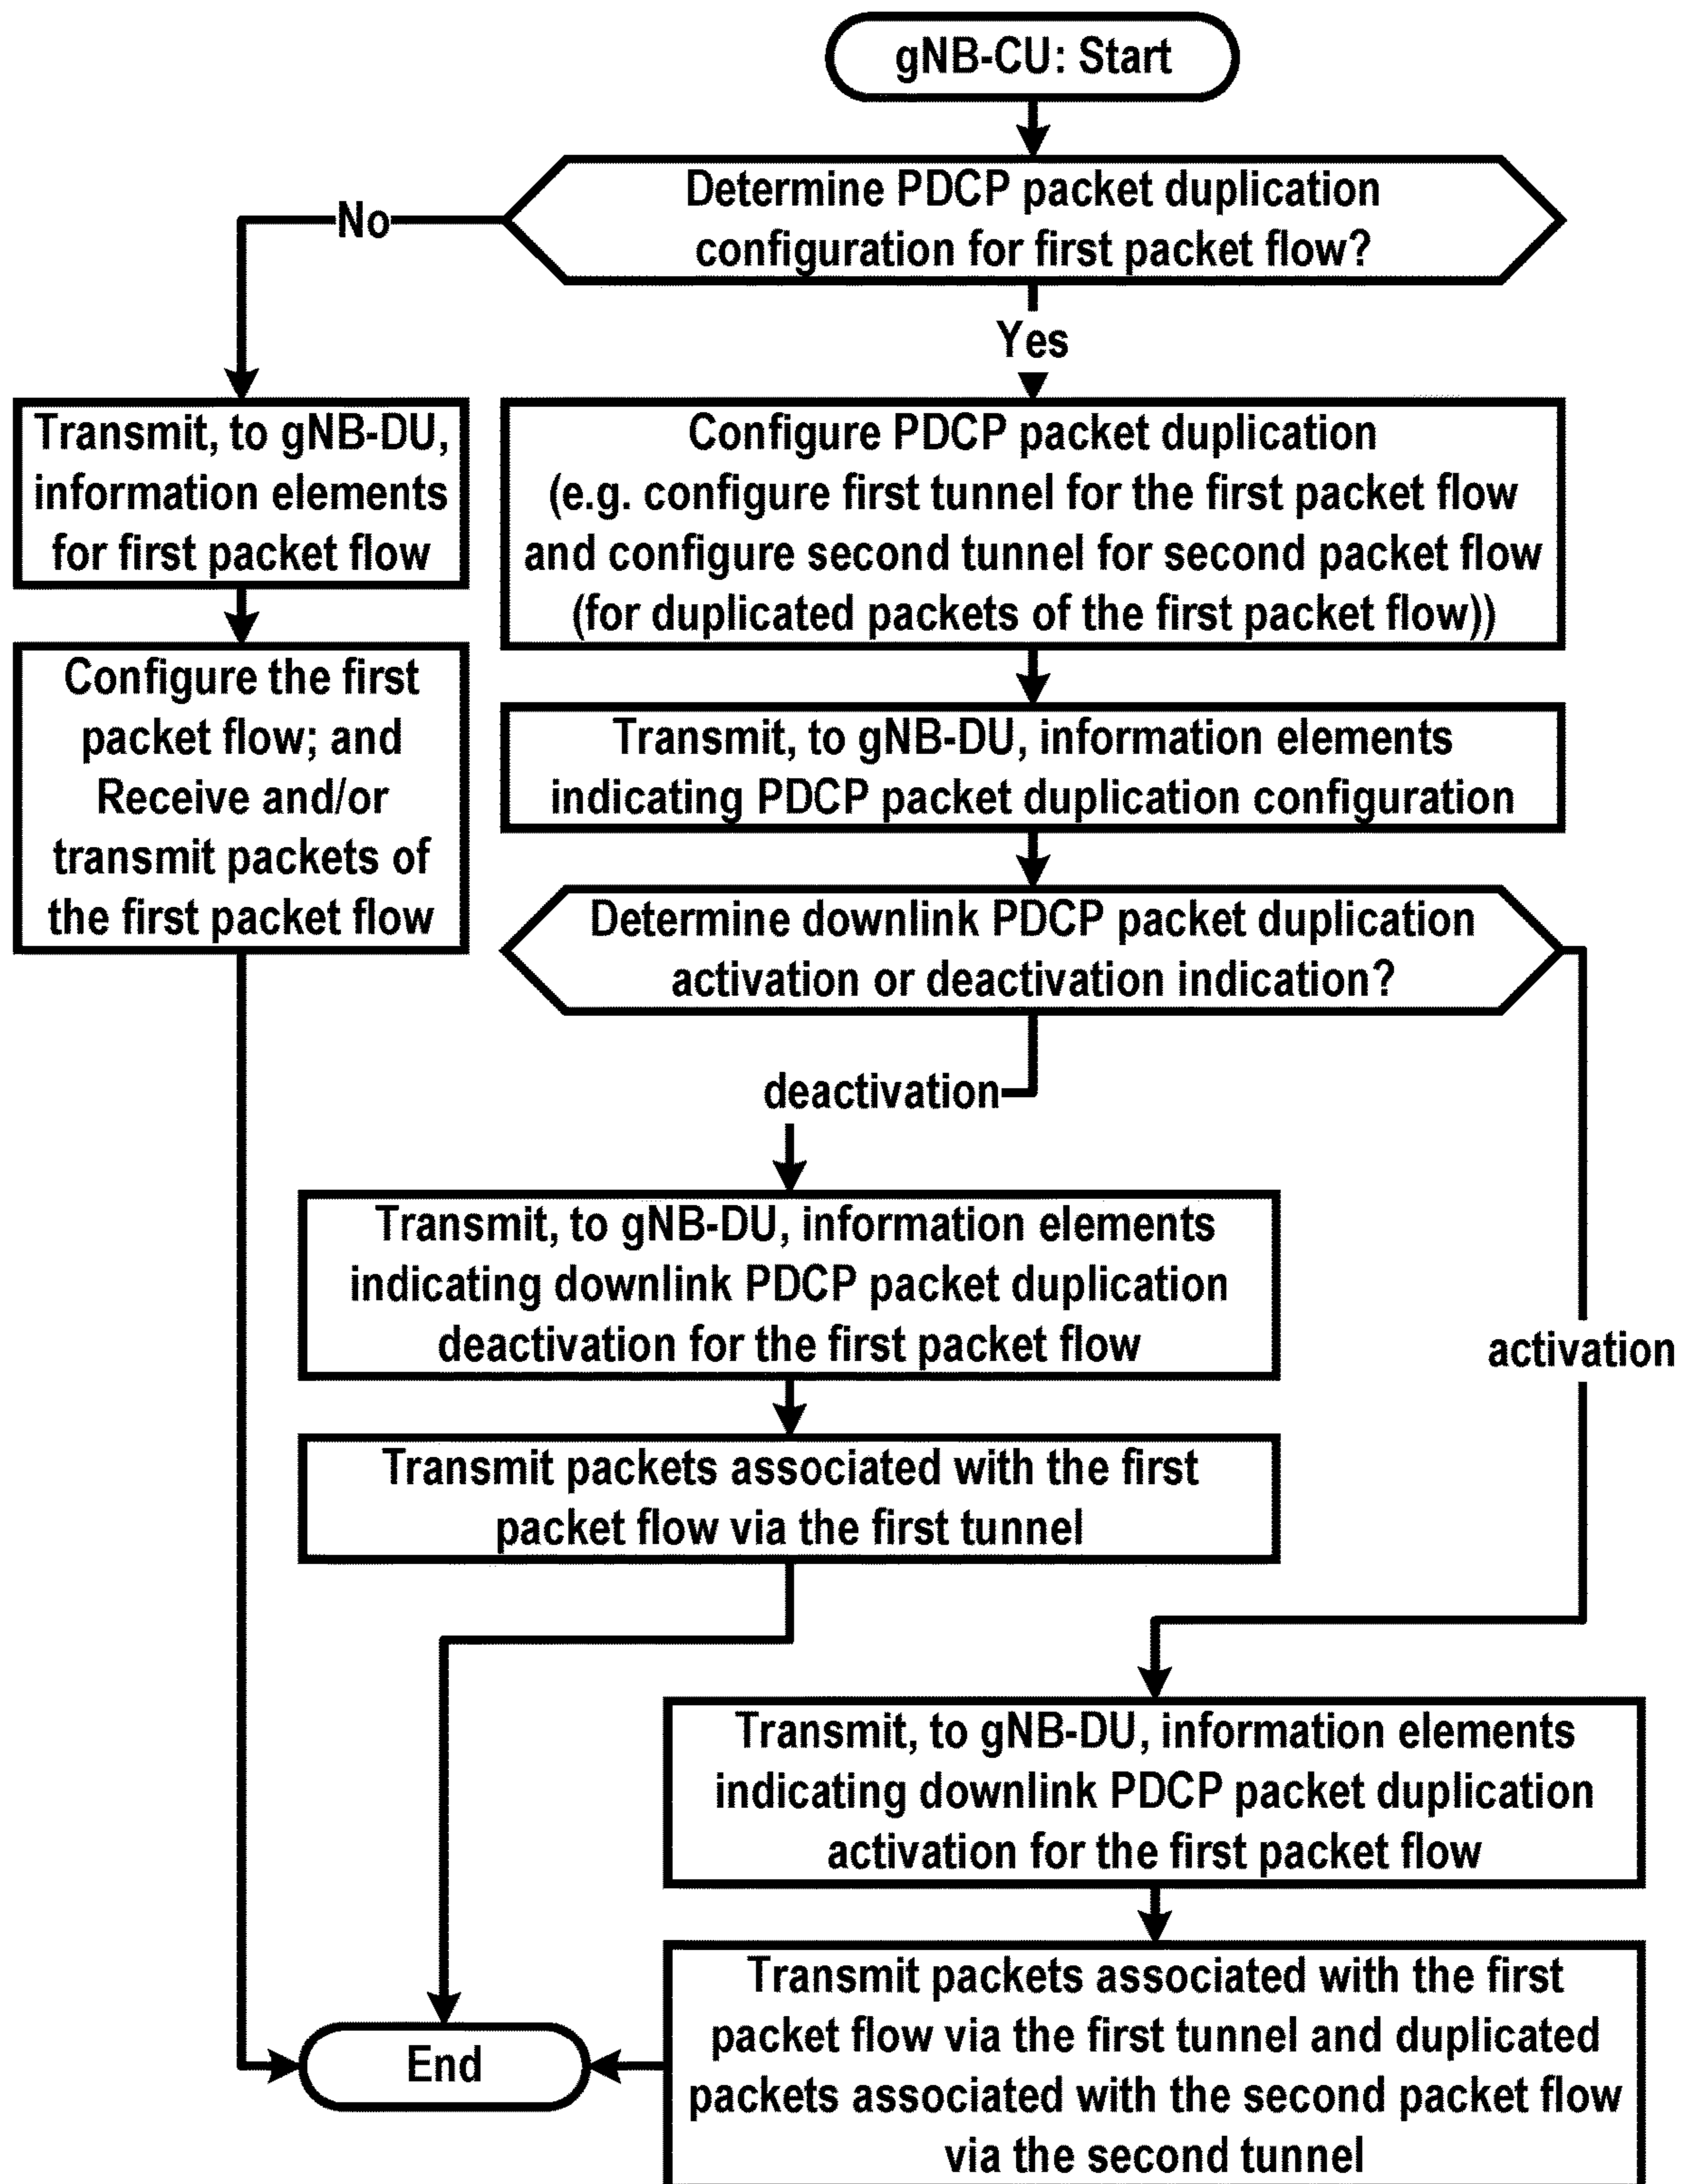 gNB-CU: Start
Determine PDCP packet duplication
configuration for first packet flow?
No
Yes
Transmit, to gNB-DU,
information elements
for first packet flow
Configure the first
packet flow; and
Receive and/or
transmit packets of
the first packet flow
Configure PDCP packet duplication
(e.g. configure first tunnel for the first packet flow
and configure second tunnel for second packet flow
(for duplicated packets of the first packet flow))
Transmit, to gNB-DU, information elements
indicating PDCP packet duplication configuration
Determine downlink PDCP packet duplication
activation or deactivation indication?
deactivation
Transmit, to gNB-DU, information elements
indicating downlink PDCP packet duplication
deactivation for the first packet flow
Transmit packets associated with the first
packet flow via the first tunnel
activation
Transmit, to gNB-DU, information elements
indicating downlink PDCP packet duplication
activation for the first packet flow
Transmit packets associated with the first
packet flow via the first tunnel and duplicated
packets associated with the second packet flow
via the second tunnel
End